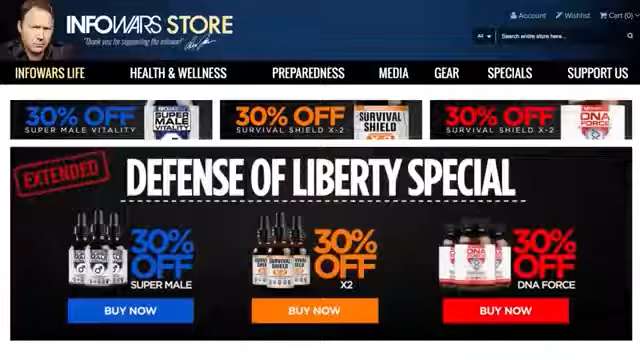 INFOWARS STORE
"Thank you for supporting the infowar!"
Account Wishlist Cart (0)
All Search entire store here...
INFOWARS LIFE HEALTH & WELLNESS PREPAREDNESS MEDIA GEAR SPECIALS SUPPORT US
30% OFF
SUPER MALE VITALITY
SUPER
MALE
VITALITY
30% OFF
SURVIVAL SHIELD X-2
SURVIVAL
SHIELD
X-2
30% OFF
SURVIVAL SHIELD X-2
DNA
FORCE
EXTENDED
DEFENSE OF LIBERTY SPECIAL
30%
OFF
SUPER MALE
BUY NOW
SURVIVAL
SHIELD
30%
OFF
X2
BUY NOW
30%
OFF
DNA FORCE
BUY NOW